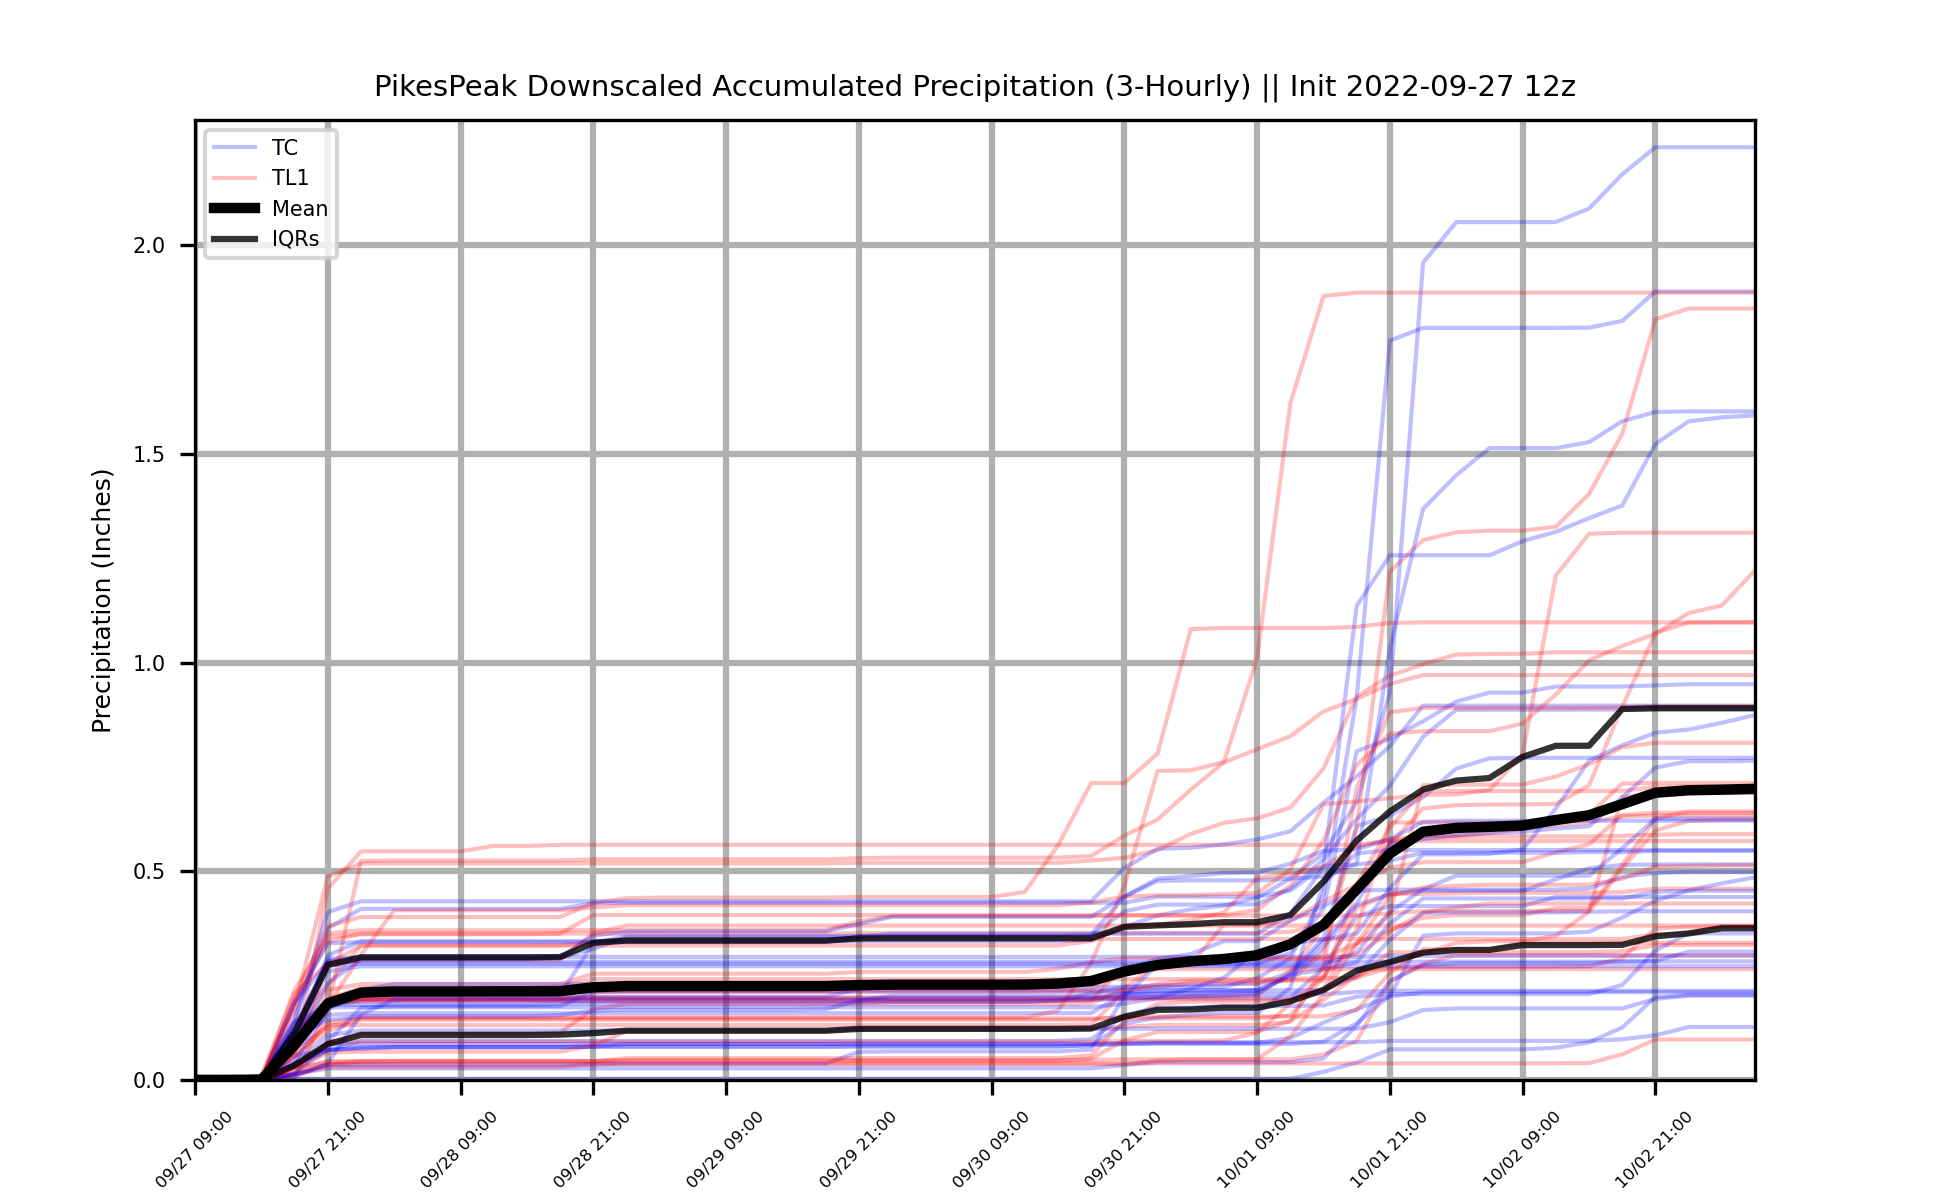 PikesPeak Downscaled Accumulated Precipitation (3-Hourly) || Init 2022-09-27 12z
TC
TL1
Mean
IQRs
Precipitation (Inches)
2.0
1.5
1.0
0.5
0.0
09/27 09:00
09/27 21:00
09/28 09:00
09/28 21:00
09/29 09:00
09/29 21:00
09/30 09:00
09/30 21:00
10/01 09:00
10/01 21:00
10/02 09:00
10/02 21:00